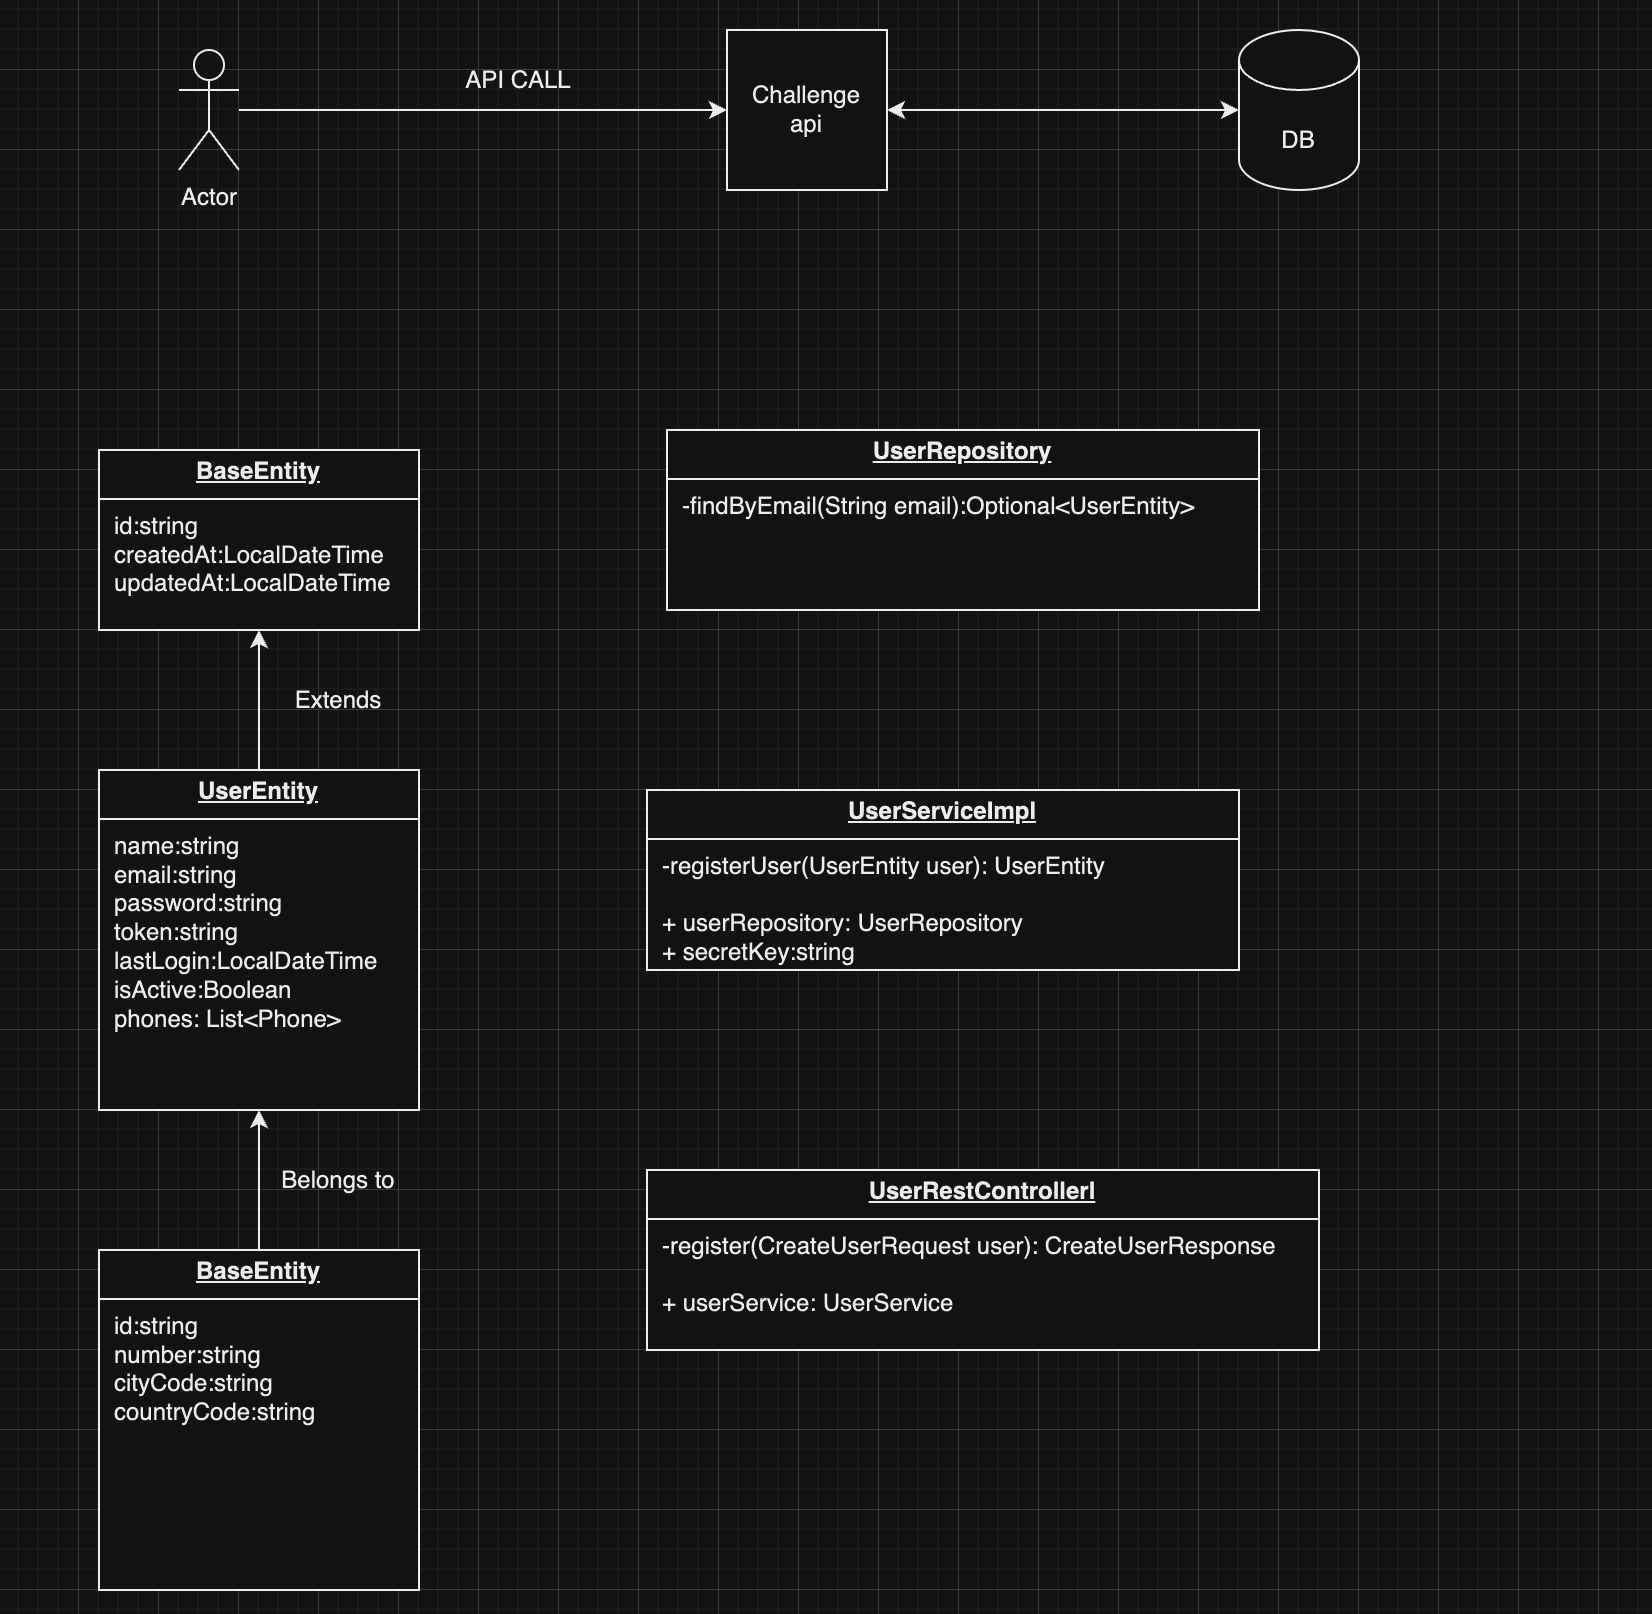 API CALL
Challenge
api
DB
Actor
BaseEntity
id:string
createdAt:LocalDateTime
updatedAt:LocalDateTime
Extends
UserEntity
name:string
email:string
password:string
token:string
lastLogin:LocalDateTime
isActive:Boolean
phones: List<Phone>
Belongs to
BaseEntity
id:string
number:string
cityCode:string
countryCode:string
UserRepository
-findByEmail(String email):Optional<UserEntity>
UserServiceImpl
-registerUser(UserEntity user): UserEntity
+ userRepository: UserRepository
+ secretKey:string
UserRestControllerl
-register(CreateUserRequest user): CreateUserResponse
+ userService: UserService